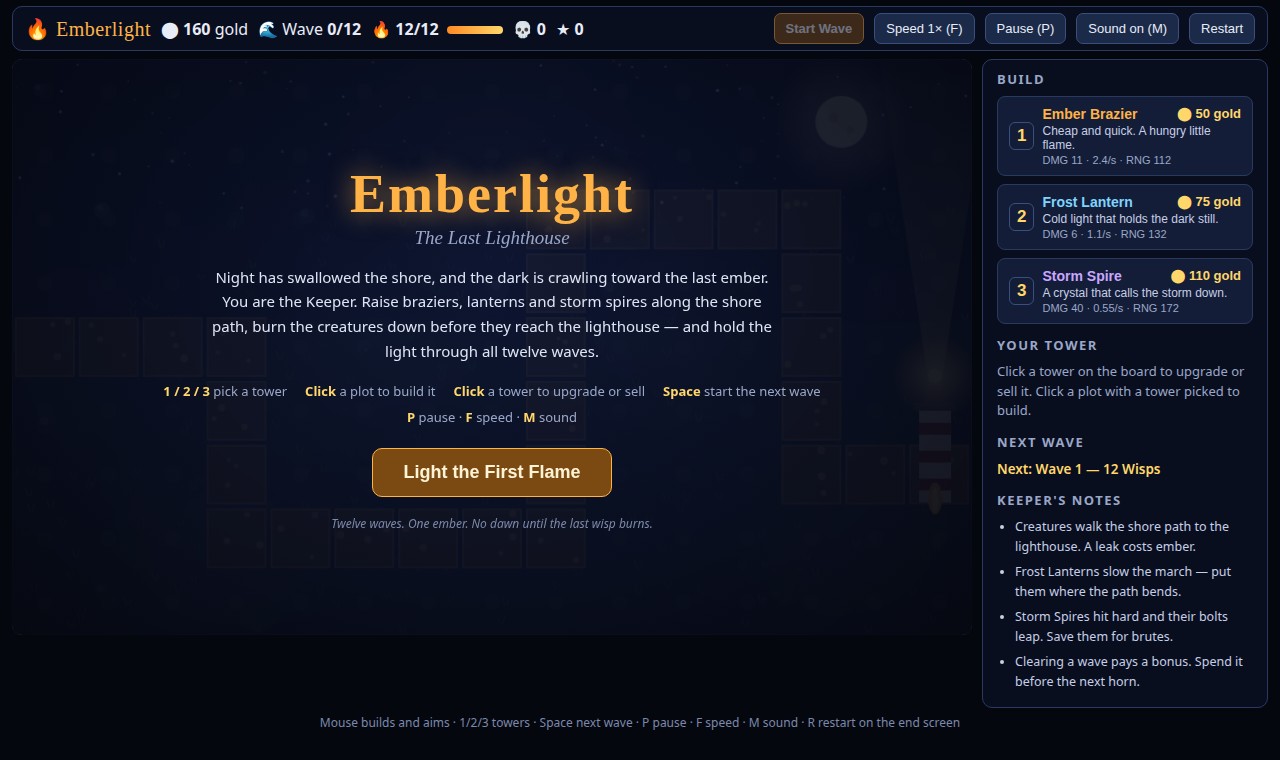 🔥 Emberlight 160 gold 🌊 Wave 0/12 🔥 12/12 💀 0 ★ 0 Start Wave Speed 1× (F) Pause (P) Sound on (M) Restart
Emberlight
The Last Lighthouse
Night has swallowed the shore, and the dark is crawling toward the last ember.
You are the Keeper. Raise braziers, lanterns and storm spires along the shore
path, burn the creatures down before they reach the lighthouse — and hold the
light through all twelve waves.
1 / 2 / 3 pick a tower Click a plot to build it Click a tower to upgrade or sell Space start the next wave
P pause · F speed · M sound
Light the First Flame
Twelve waves. One ember. No dawn until the last wisp burns.
BUILD
1 Ember Brazier 50 gold
Cheap and quick. A hungry little
flame.
DMG 11 · 2.4/s · RNG 112
2 Frost Lantern 75 gold
Cold light that holds the dark still.
DMG 6 · 1.1/s · RNG 132
3 Storm Spire 110 gold
A crystal that calls the storm down.
DMG 40 · 0.55/s · RNG 172
YOUR TOWER
Click a tower on the board to upgrade or
sell it. Click a plot with a tower picked to
build.
NEXT WAVE
Next: Wave 1 — 12 Wisps
KEEPER'S NOTES
• Creatures walk the shore path to the
lighthouse. A leak costs ember.
• Frost Lanterns slow the march — put
them where the path bends.
• Storm Spires hit hard and their bolts
leap. Save them for brutes.
• Clearing a wave pays a bonus. Spend it
before the next horn.
Mouse builds and aims · 1/2/3 towers · Space next wave · P pause · F speed · M sound · R restart on the end screen